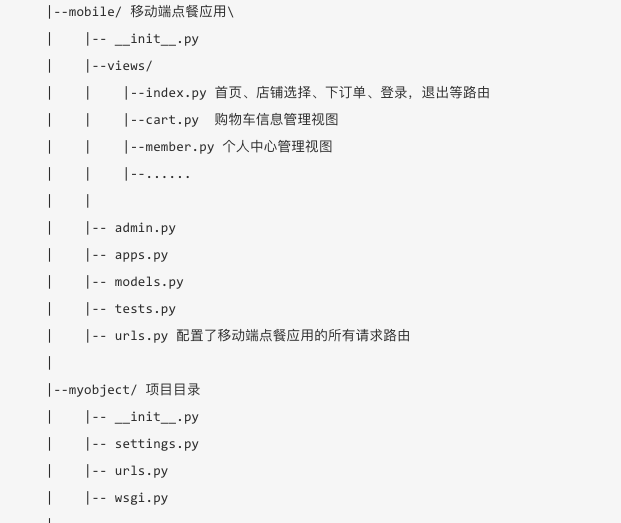 |--mobile/ 移动端点餐应用\
|    |-- __init__.py
|    |--views/
|    |    |--index.py 首页、店铺选择、下订单、登录，退出等路由
|    |    |--cart.py  购物车信息管理视图
|    |    |--member.py 个人中心管理视图
|    |    |--......
|    |
|    |-- admin.py
|    |-- apps.py
|    |-- models.py
|    |-- tests.py
|    |-- urls.py 配置了移动端点餐应用的所有请求路由
|
|--myobject/ 项目目录
|    |-- __init__.py
|    |-- settings.py
|    |-- urls.py
|    |-- wsgi.py
|